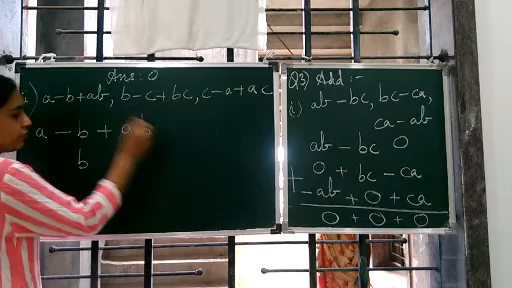 Ans: 0
i) a-b+ab, b-c+bc, c-a+ac
a - b + ab
b
Q3) Add :-
i) ab - bc, bc - ca,
ca - ab
ab - bc 0
0 + bc - ca
+ - ab + 0 + ca
0 + 0 + 0